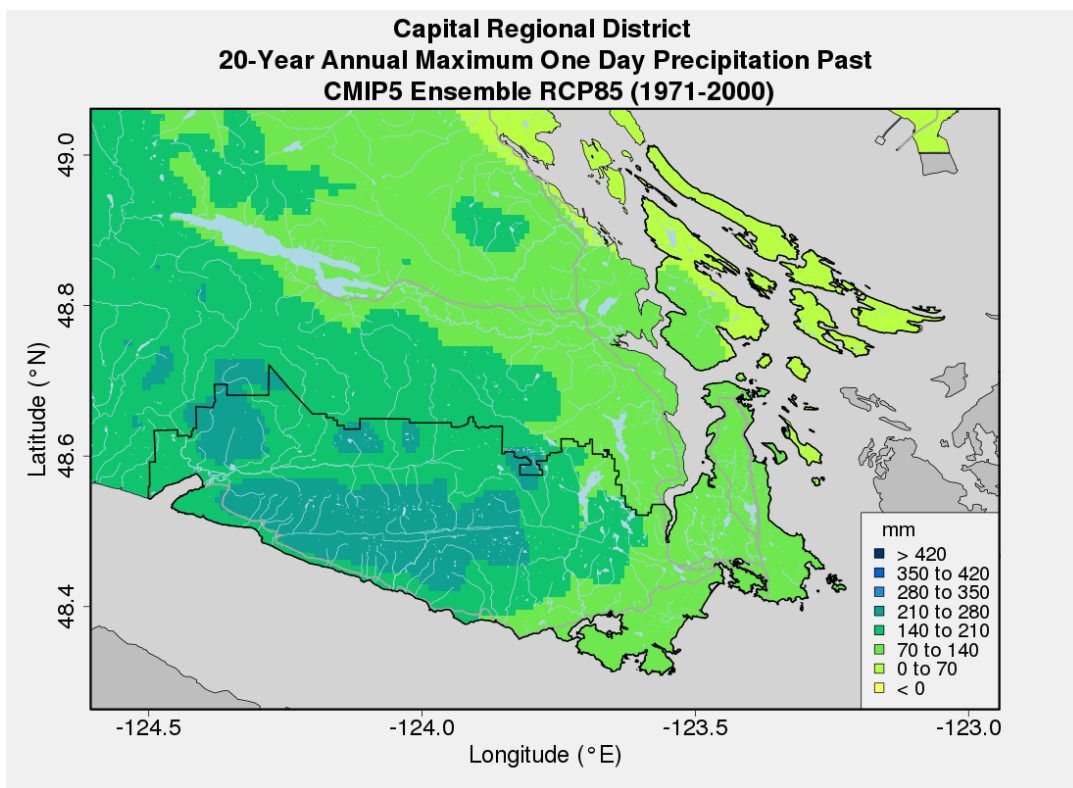 Capital Regional District
20-Year Annual Maximum One Day Precipitation Past
CMIP5 Ensemble RCP85 (1971-2000)
49.0
48.8
48.6
48.4
Latitude (°N)
mm
> 420
350 to 420
280 to 350
210 to 280
140 to 210
70 to 140
0 to 70
< 0
-124.5
-124.0
-123.5
-123.0
Longitude (°E)